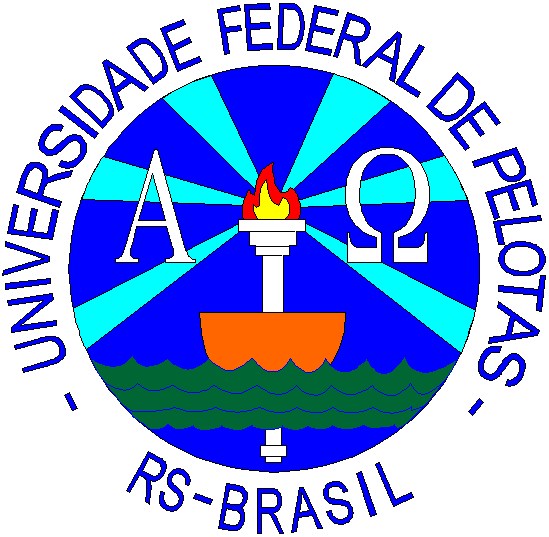 - UNIVERSIDADE FEDERAL DE PELOTAS -
Α Ω
RS-BRASIL